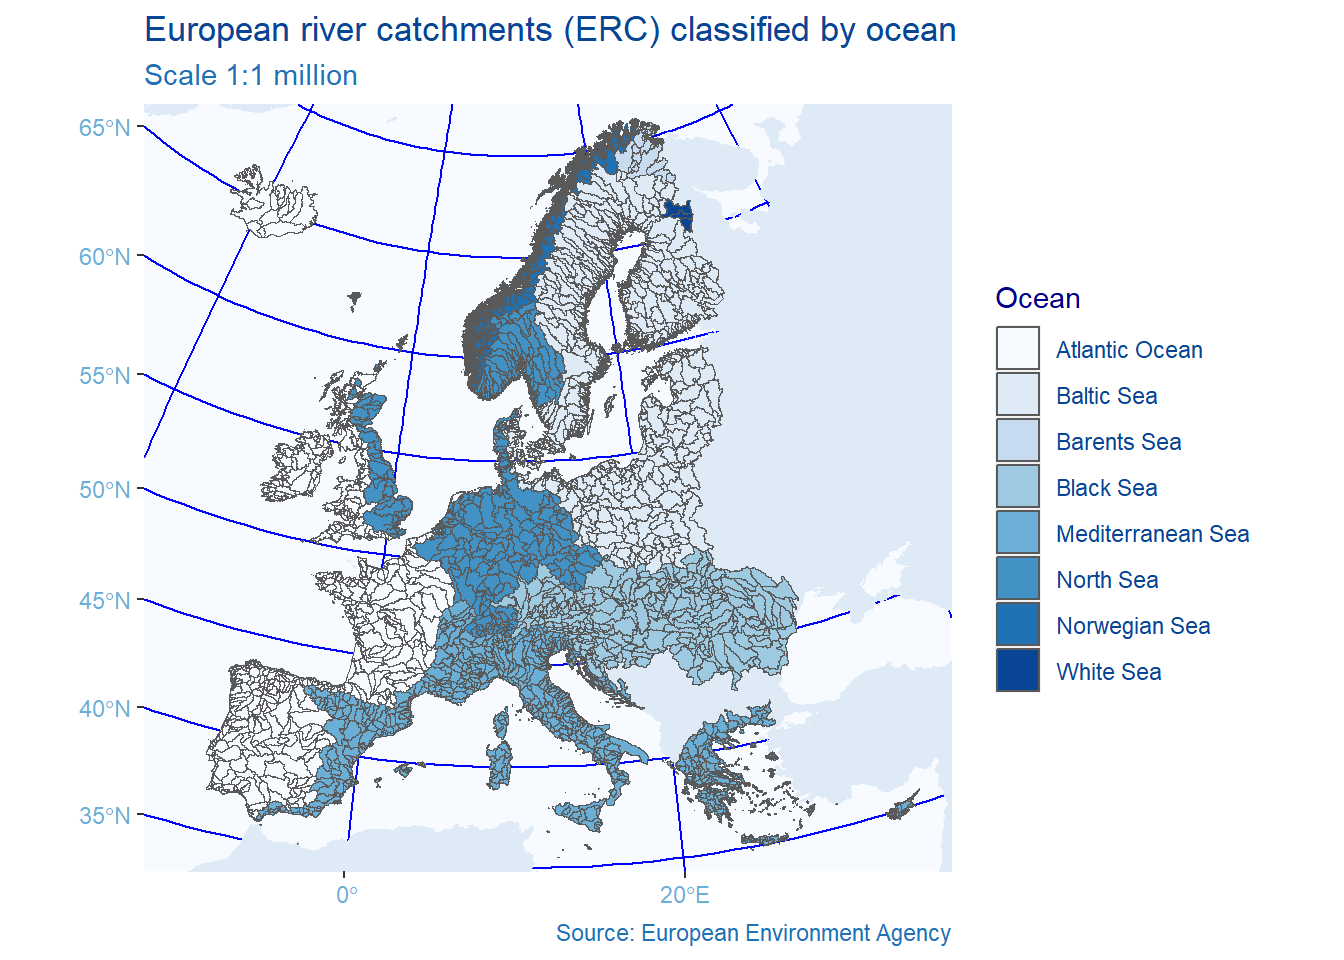 European river catchments (ERC) classified by ocean
Scale 1:1 million
65°N
60°N
55°N
50°N
45°N
40°N
35°N
0°
20°E
Ocean
Atlantic Ocean
Baltic Sea
Barents Sea
Black Sea
Mediterranean Sea
North Sea
Norwegian Sea
White Sea
Source: European Environment Agency